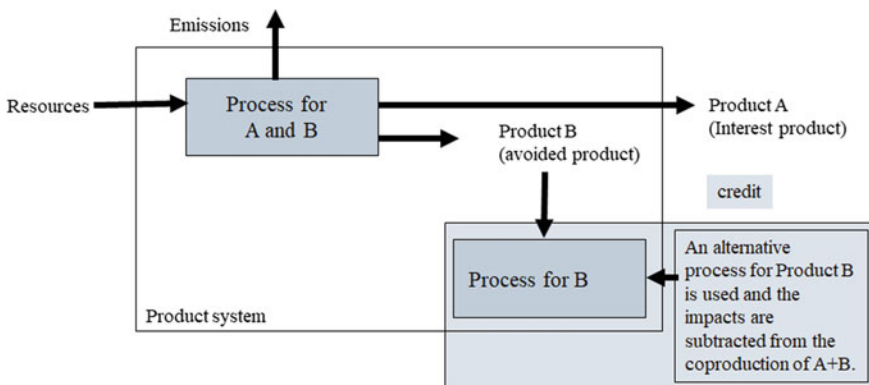 Emissions
Resources
Process for
A and B
Product A
(Interest product)
Product B
(avoided product)
credit
Process for B
An alternative
process for Product B
is used and the
impacts are
subtracted from the
coproduction of A+B.
Product system